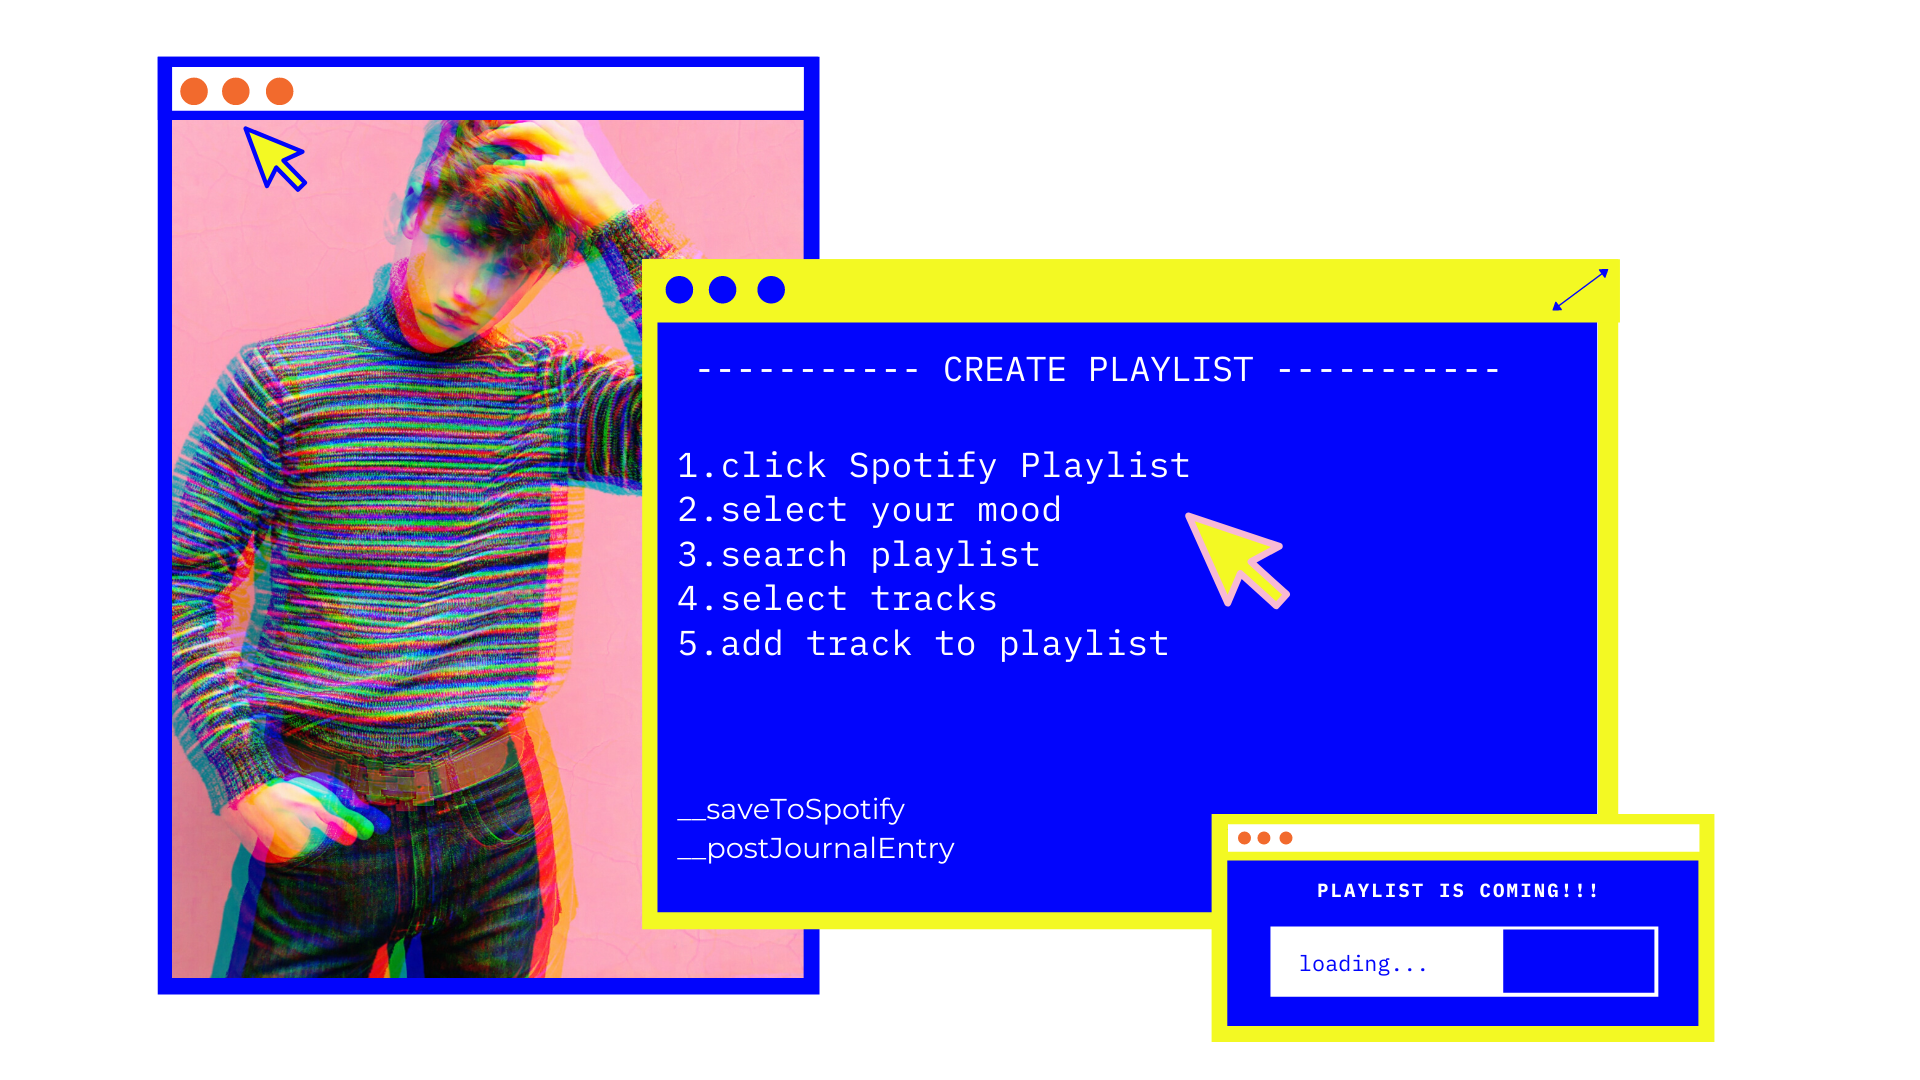 ----------- CREATE PLAYLIST -----------
1.click Spotify Playlist
2.select your mood
3.search playlist
4.select tracks
5.add track to playlist
__saveToSpotify
__postJournalEntry
PLAYLIST IS COMING!!!
loading...